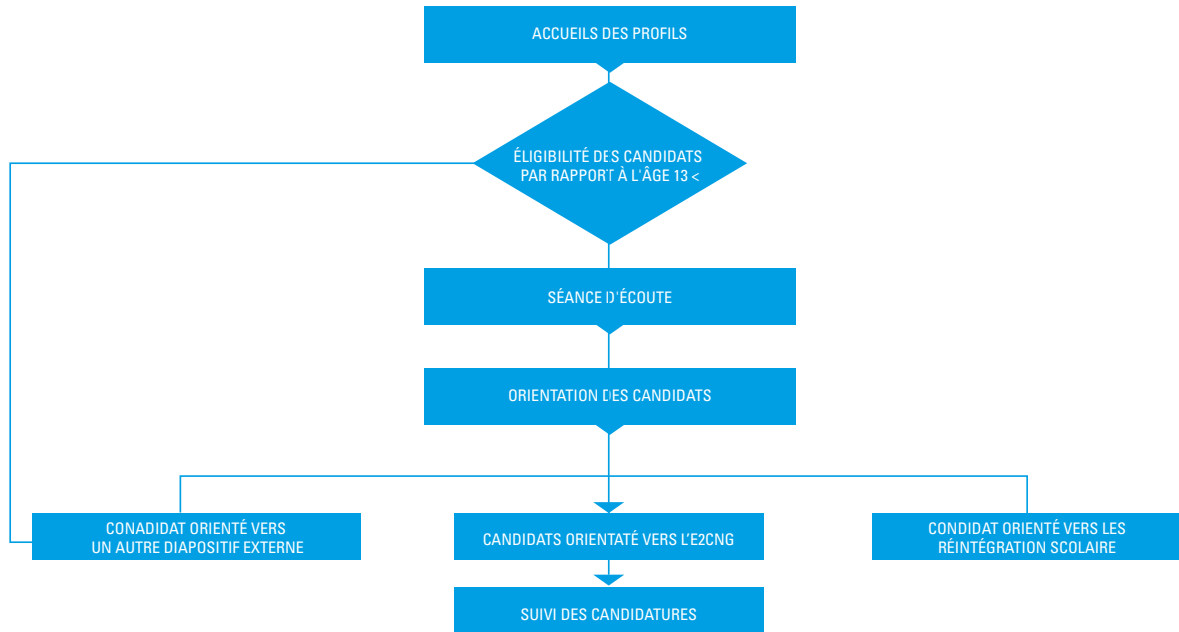 ACCUEILS DES PROFILS
ÉLIGIBILITÉ DES CANDIDATS
PAR RAPPORT À L'ÂGE 13 <
SÉANCE D'ÉCOUTE
ORIENTATION DES CANDIDATS
CONADIDAT ORIENTÉ VERS
UN AUTRE DIAPOSITIF EXTERNE
CANDIDATS ORIENTATÉ VERS L'E2CNG
CONDIDAT ORIENTÉ VERS LES
RÉINTÉGRATION SCOLAIRE
SUIVI DES CANDIDATURES